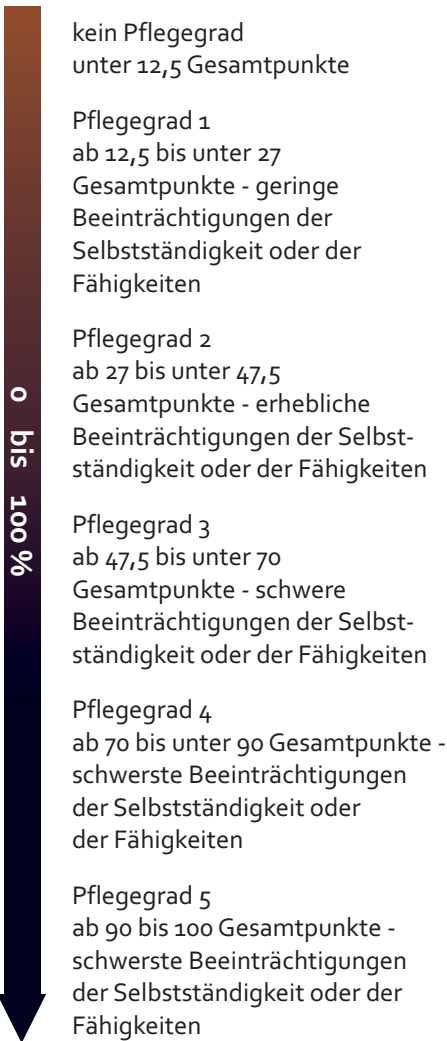 kein Pflegegrad
unter 12,5 Gesamtpunkte
Pflegegrad 1
ab 12,5 bis unter 27
Gesamtpunkte - geringe
Beeinträchtigungen der
Selbstständigkeit oder der
Fähigkeiten
Pflegegrad 2
ab 27 bis unter 47,5
Gesamtpunkte - erhebliche
Beeinträchtigungen der Selbst-
ständigkeit oder der Fähigkeiten
Pflegegrad 3
ab 47,5 bis unter 70
Gesamtpunkte - schwere
Beeinträchtigungen der Selbst-
ständigkeit oder der Fähigkeiten
Pflegegrad 4
ab 70 bis unter 90 Gesamtpunkte -
schwerste Beeinträchtigungen
der Selbstständigkeit oder
der Fähigkeiten
Pflegegrad 5
ab 90 bis 100 Gesamtpunkte -
schwerste Beeinträchtigungen
der Selbstständigkeit oder der
Fähigkeiten
0 bis 100 %